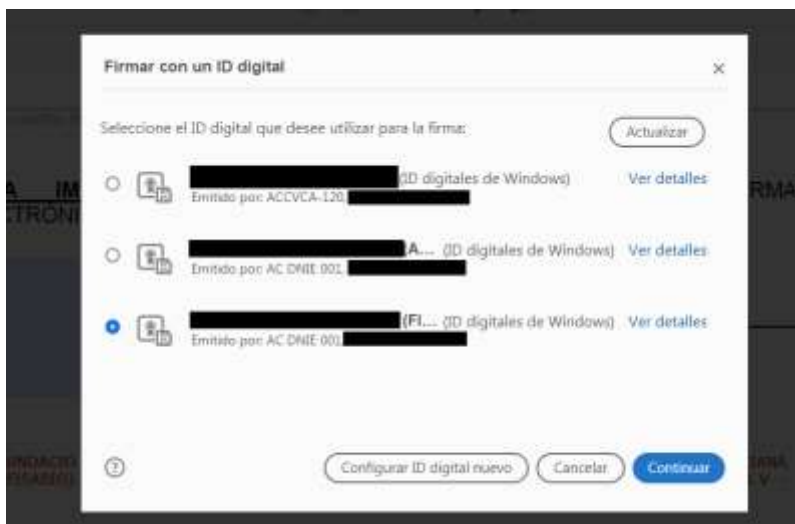 Firmar con un ID digital
Seleccione el ID digital que desee utilizar para la firma:
Actualizar
(ID digitales de Windows) Ver detalles
Emitido por: ACCVCA-120,
(A... (ID digitales de Windows) Ver detalles
Emitido por: AC DNIE 001,
(FI... (ID digitales de Windows) Ver detalles
Emitido por: AC DNIE 001,
Configurar ID digital nuevo Cancelar Continuar